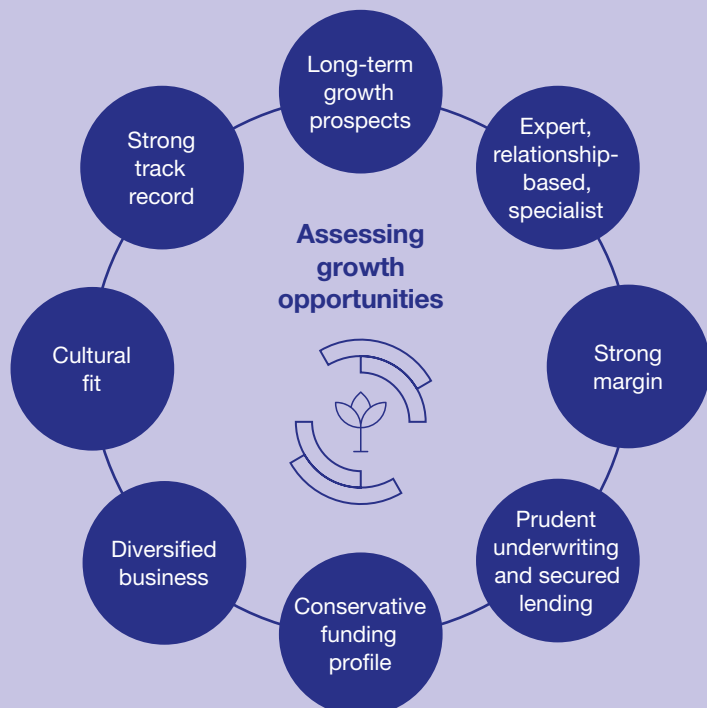 Long-term
growth
prospects
Expert,
relationship-
based,
specialist
Strong
margin
Prudent
underwriting
and secured
lending
Conservative
funding
profile
Diversified
business
Cultural
fit
Strong
track
record
Assessing
growth
opportunities